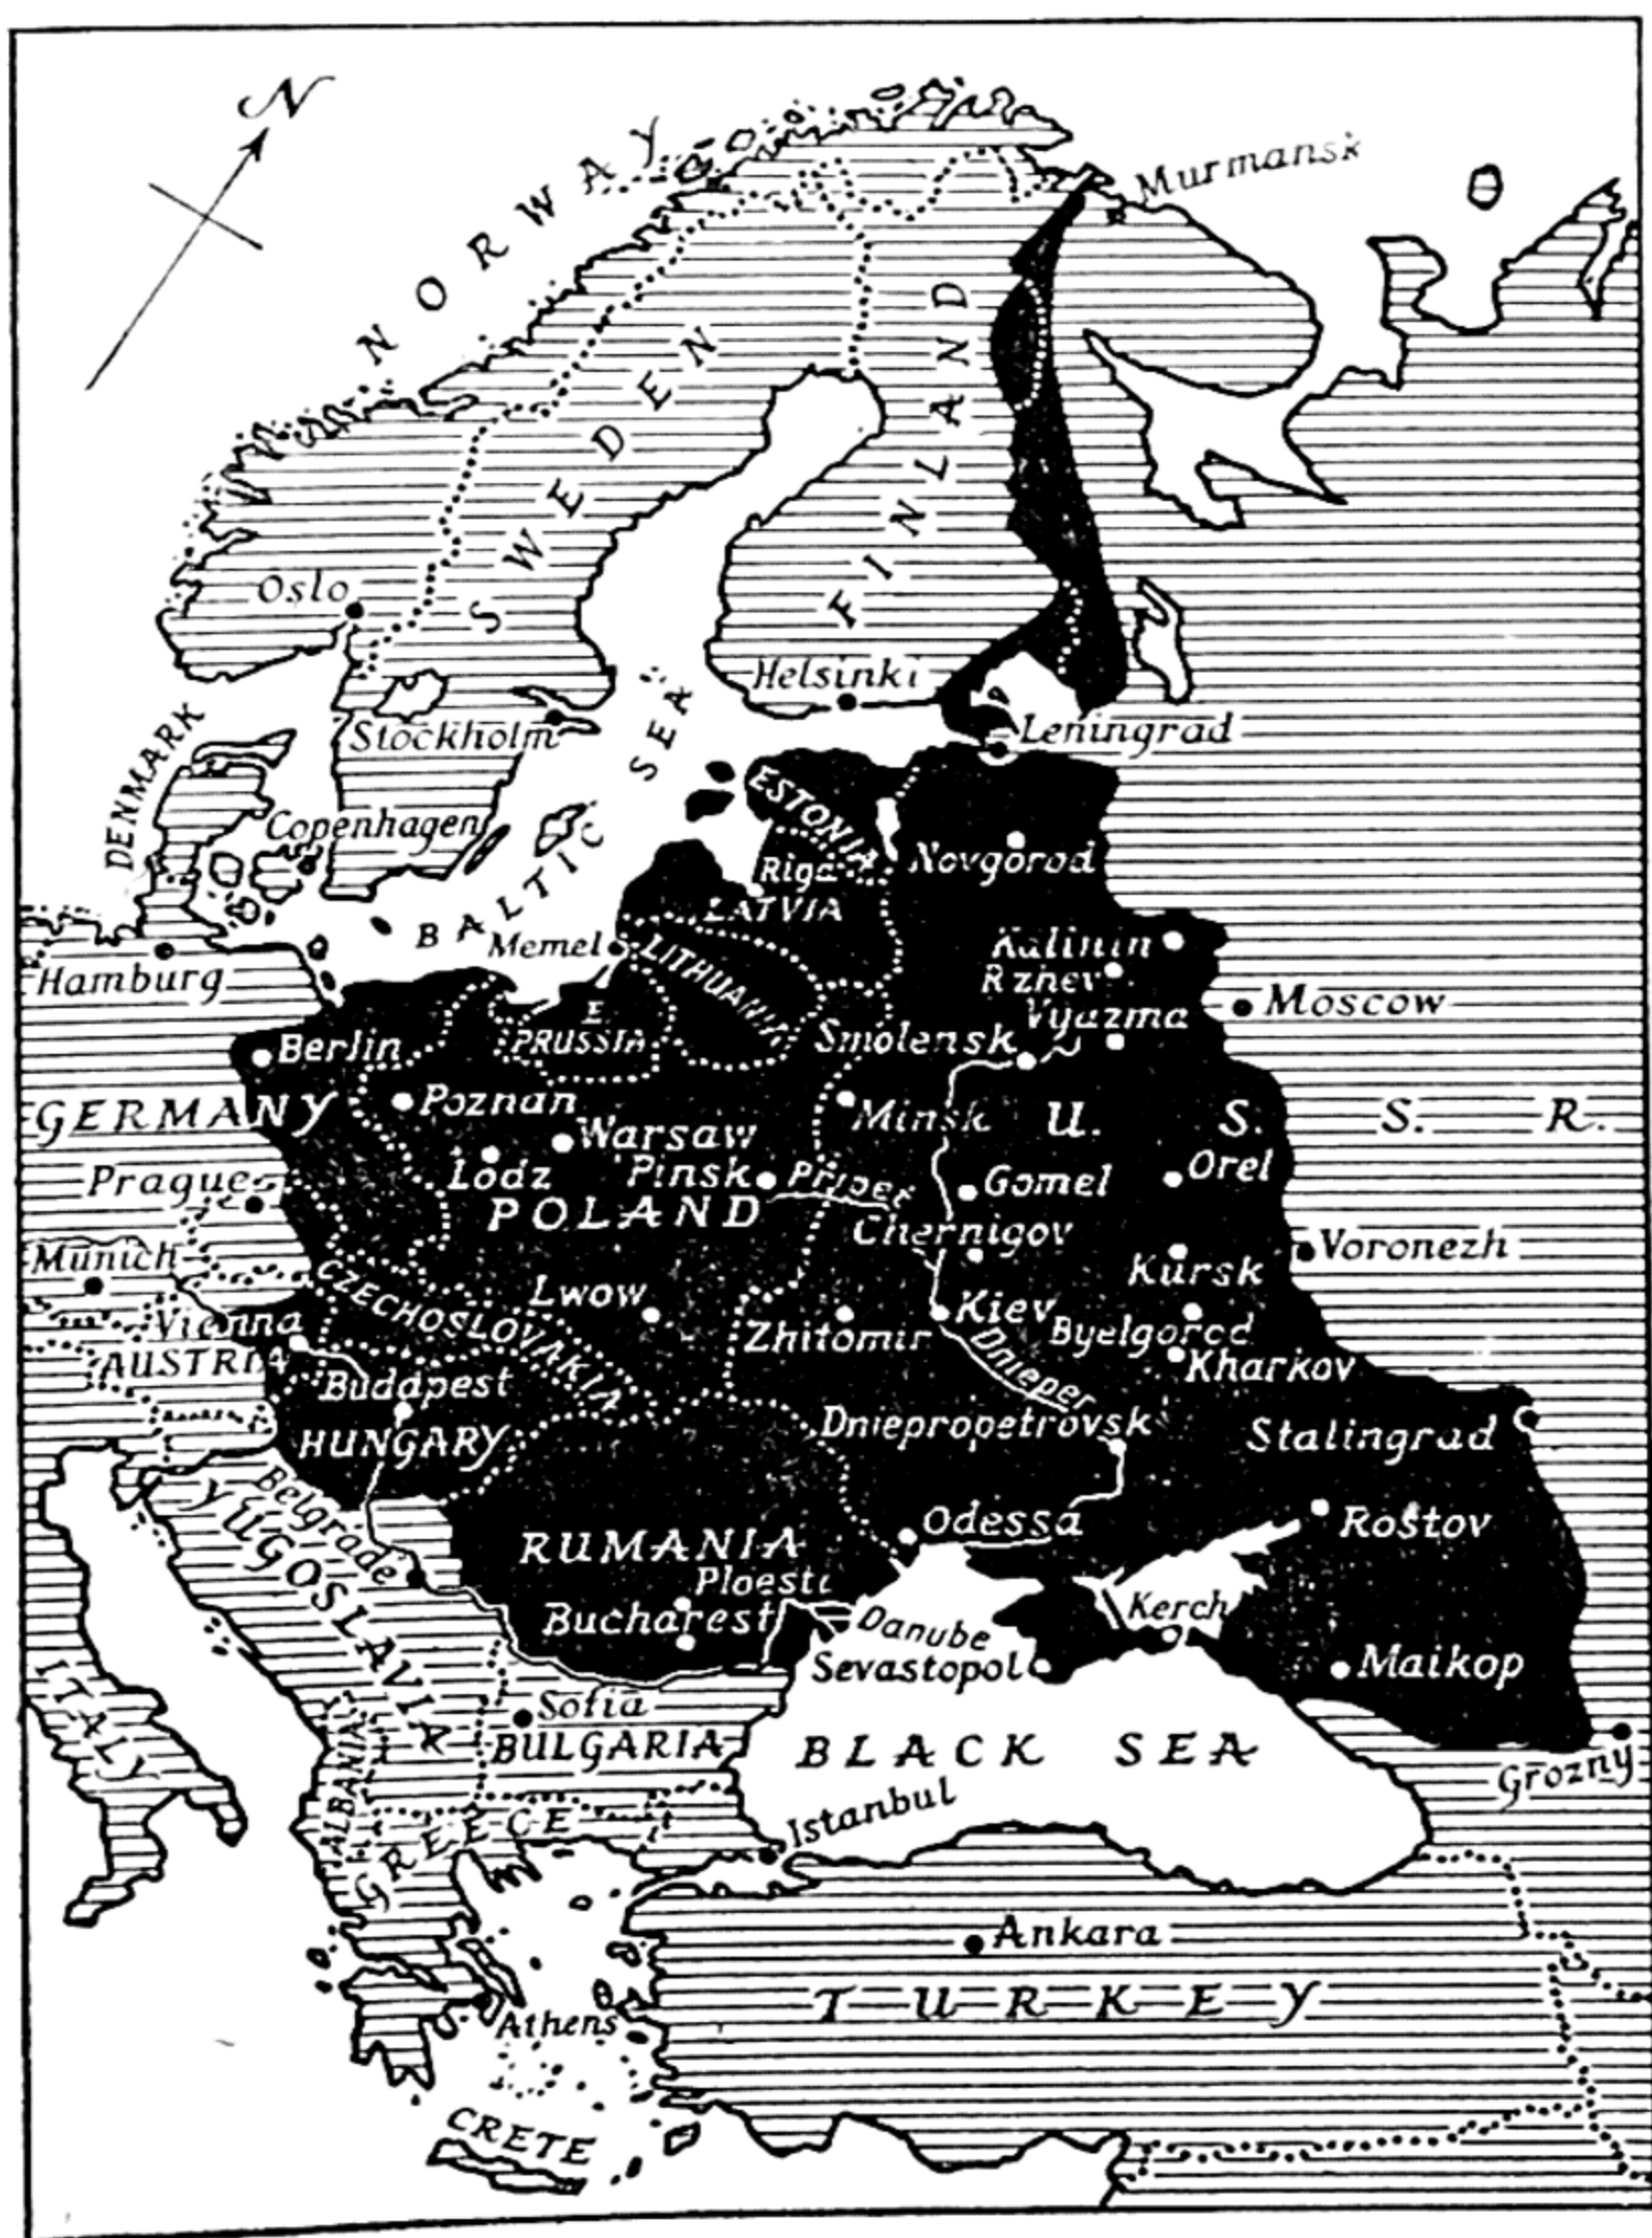 N
NORWAY
Murmansk
SWEDEN
FINLAND
Oslo
Helsinki
Stockholm
Leningrad
DENMARK
BALTIC SEA
Copenhagen
ESTONIA
Riga
Novgorod
LATVIA
Memel
LITHUANIA
Kalinin
Rzhev
Hamburg
Moscow
Vyazma
E
PRUSSIA
Smolensk
Berlin
GERMANY
Poznan
Minsk
U. S. S. R.
Warsaw
Lodz
Pinsk
Pripet
Gomel
Orel
Prague
POLAND
Chernigov
Munich
Voronezh
Kursk
CZECHOSLOVAKIA
Lwow
Kiev
Vienna
Zhitomir
Byelgorod
AUSTRIA
Dnieper
Kharkov
Budapest
Dniepropetrovsk
HUNGARY
Stalingrad
Belgrade
YUGOSLAVIA
Odessa
Rostov
RUMANIA
Ploesti
Bucharest
Danube
Kerch
Sevastopol
Maikop
ITALY
Sofia
BULGARIA
BLACK SEA
Grozny
ALBANIA
GREECE
Istanbul
Ankara
TURKEY
Athens
CRETE